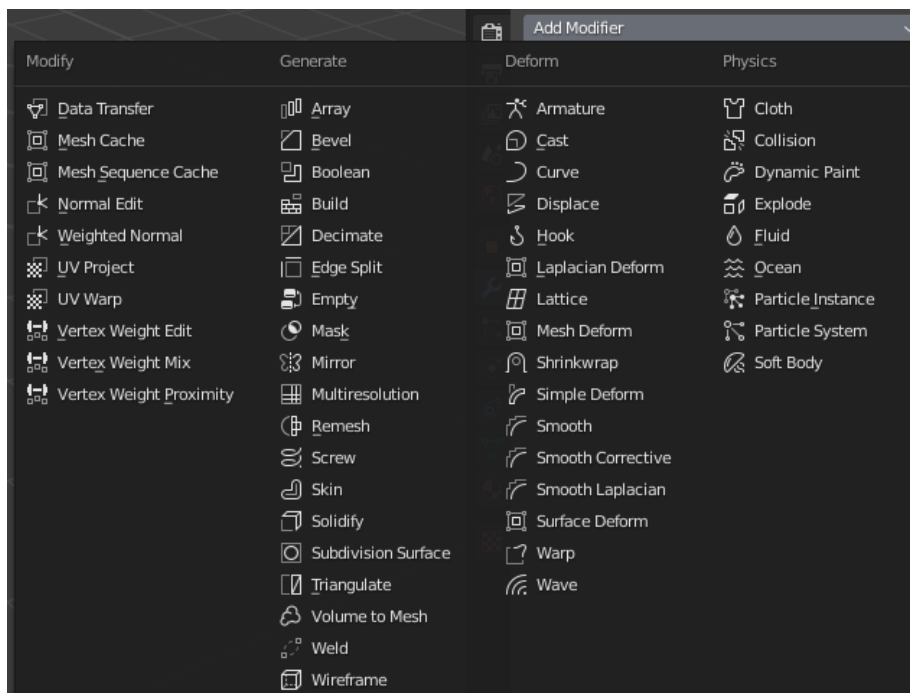 Add Modifier
Modify
Data Transfer
Mesh Cache
Mesh Sequence Cache
Normal Edit
Weighted Normal
UV Project
UV Warp
Vertex Weight Edit
Vertex Weight Mix
Vertex Weight Proximity
Generate
Array
Bevel
Boolean
Build
Decimate
Edge Split
Empty
Mask
Mirror
Multiresolution
Remesh
Screw
Skin
Solidify
Subdivision Surface
Triangulate
Volume to Mesh
Weld
Wireframe
Deform
Armature
Cast
Curve
Displace
Hook
Laplacian Deform
Lattice
Mesh Deform
Shrinkwrap
Simple Deform
Smooth
Smooth Corrective
Smooth Laplacian
Surface Deform
Warp
Wave
Physics
Cloth
Collision
Dynamic Paint
Explode
Fluid
Ocean
Particle Instance
Particle System
Soft Body